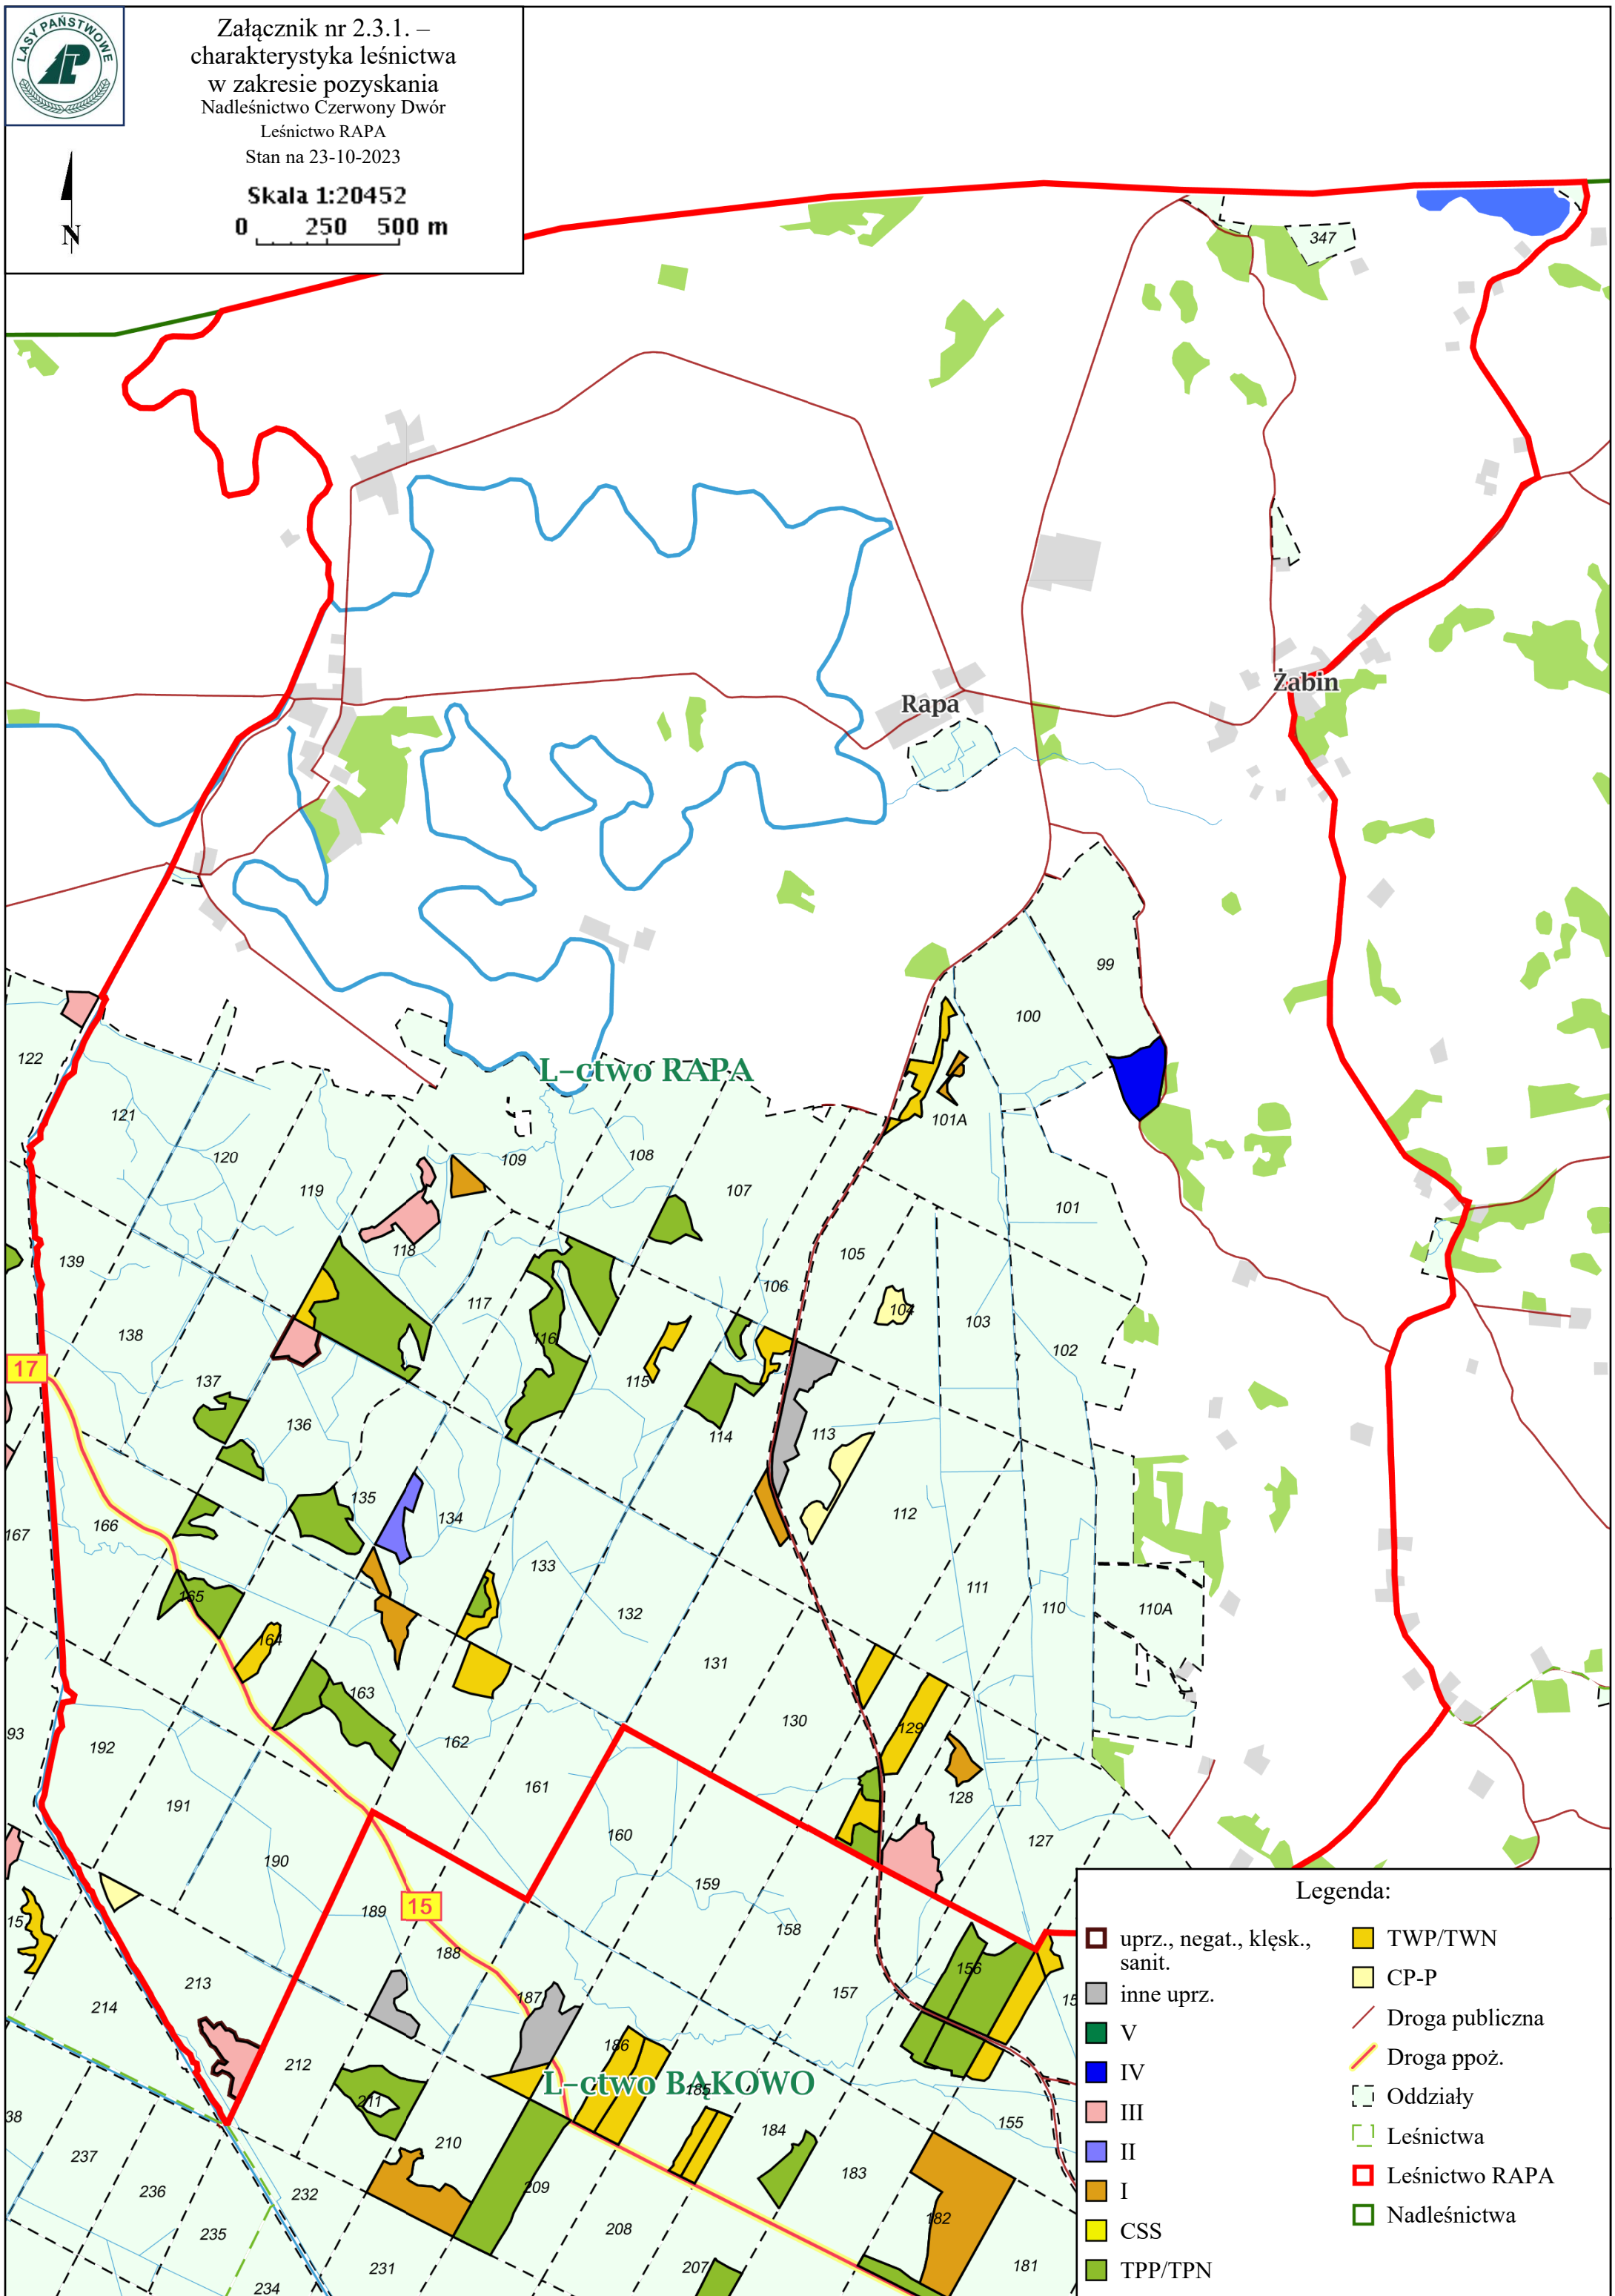 LASY PAŃSTWOWE
Załącznik nr 2.3.1. –
charakterystyka leśnictwa
w zakresie pozyskania
Nadleśnictwo Czerwony Dwór
Leśnictwo RAPA
Stan na 23-10-2023
Skala 1:20452
0 250 500 m
N
347
Rapa
Żabin
99
100
122
L-ctwo RAPA
101A
121
120
109
108
119
107
101
118
105
139
106
117
104
103
138
116
102
17
115
137
136
114
113
135
134
112
166
167
133
111
165
132
110
110A
164
131
163
130
129
93
192
162
161
128
191
160
127
190
159
15
189
158
15
188
156
213
157
187
15
214
186
212
L-ctwo BĄKOWO
185
211
184
155
38
210
237
183
236
209
232
182
208
235
231
207
181
234
Legenda:
uprz., negat., klęsk.,
sanit.
inne uprz.
V
IV
III
II
I
CSS
TPP/TPN
TWP/TWN
CP-P
Droga publiczna
Droga ppoż.
Oddziały
Leśnictwa
Leśnictwo RAPA
Nadleśnictwa